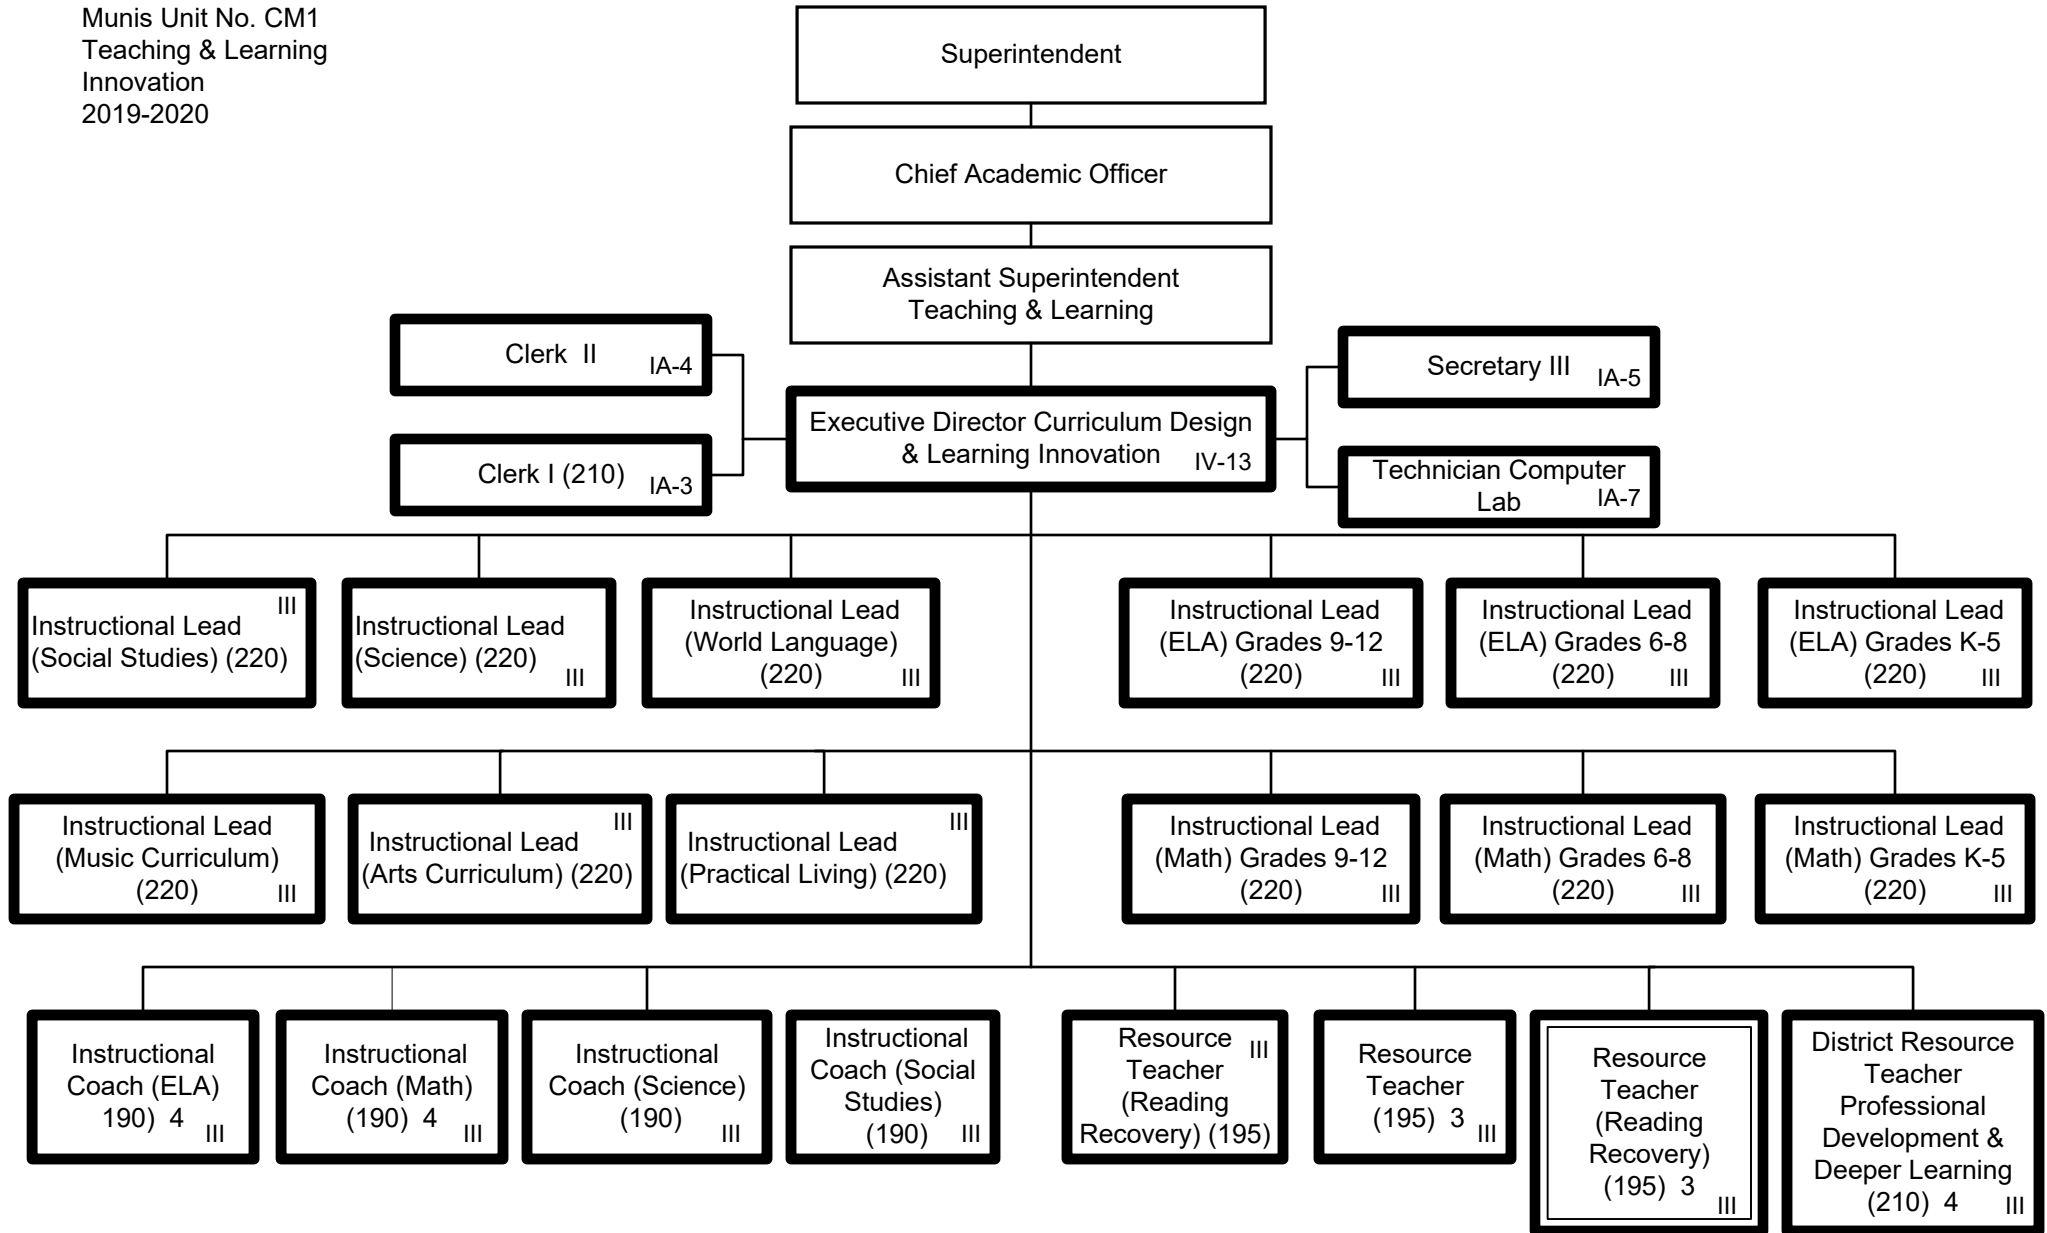 Munis Unit No. CM1
Teaching & Learning
Innovation
2019-2020
Superintendent
Chief Academic Officer
Assistant Superintendent
Teaching & Learning
Clerk  II
IA-4
Clerk I (210)
IA-3
Executive Director Curriculum Design
& Learning Innovation
IV-13
Secretary III
IA-5
Technician Computer
Lab
IA-7
III
Instructional Lead
(Social Studies) (220)
Instructional Lead
(Science) (220)
III
Instructional Lead
(World Language)
(220)
III
Instructional Lead
(ELA) Grades 9-12
(220)
III
Instructional Lead
(ELA) Grades 6-8
(220)
III
Instructional Lead
(ELA) Grades K-5
(220)
III
Instructional Lead
(Music Curriculum)
(220)
III
III
Instructional Lead
(Arts Curriculum) (220)
III
Instructional Lead
(Practical Living) (220)
Instructional Lead
(Math) Grades 9-12
(220)
III
Instructional Lead
(Math) Grades 6-8
(220)
III
Instructional Lead
(Math) Grades K-5
(220)
III
Instructional
Coach (ELA)
190)  4
III
Instructional
Coach (Math)
(190)  4
III
Instructional
Coach (Science)
(190)
III
Instructional
Coach (Social
Studies)
(190)
III
Resource
III
Teacher
(Reading
Recovery) (195)
Resource
Teacher
(195)  3
III
Resource
Teacher
(Reading
Recovery)
(195)  3
III
District Resource
Teacher
Professional
Development &
Deeper Learning
(210)  4
III